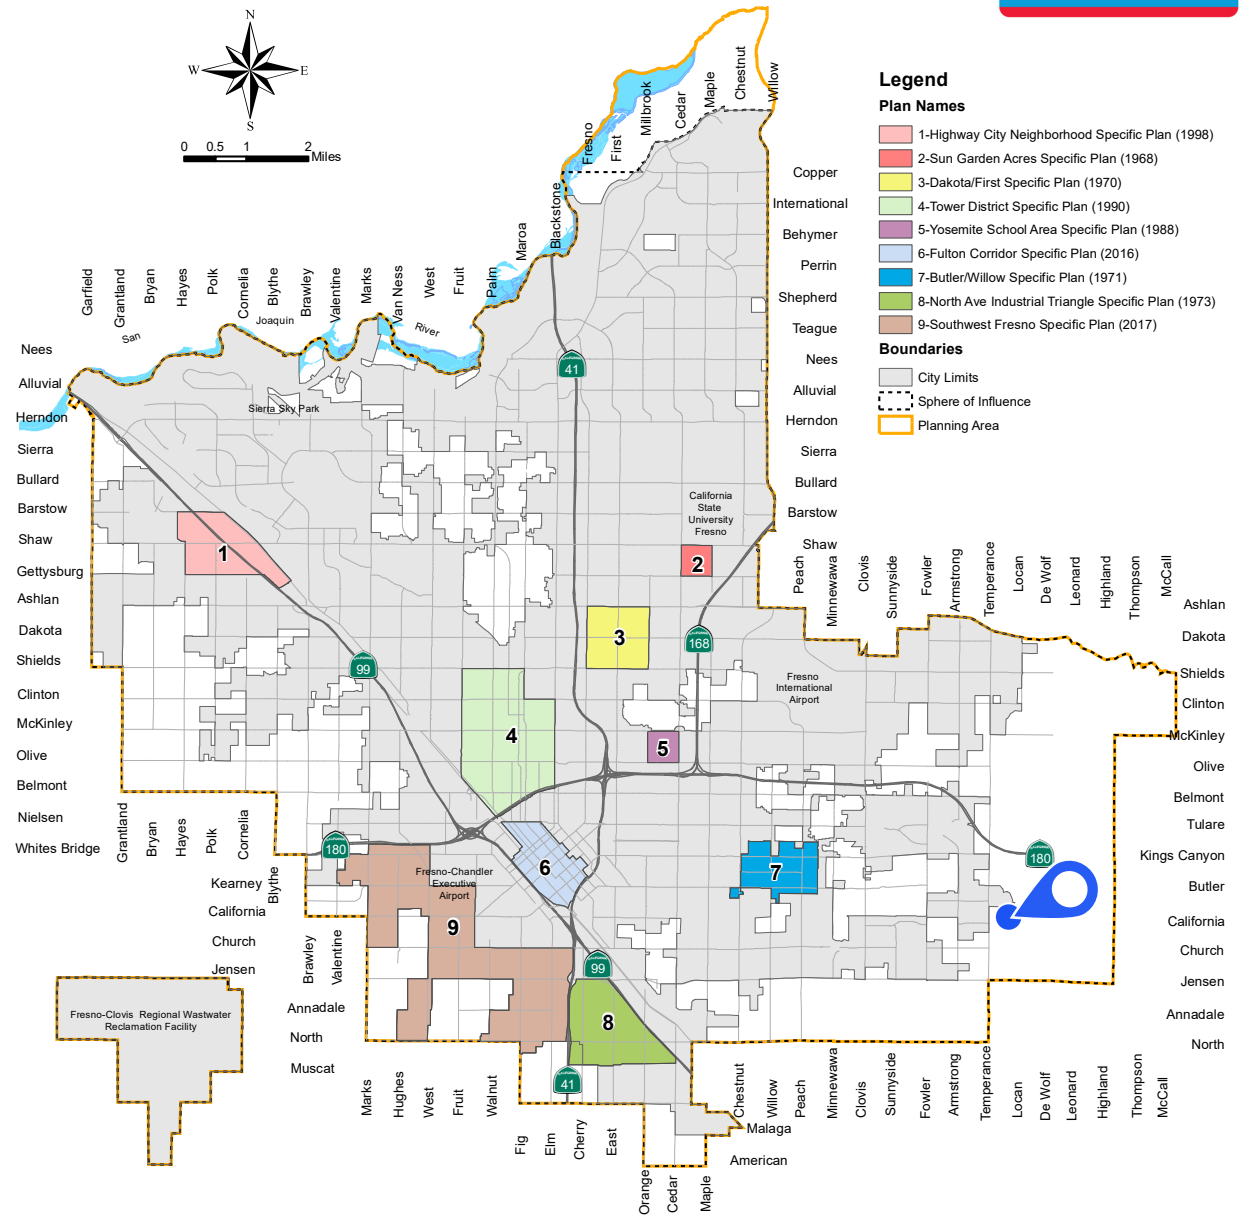 N
W
E
S
0 0.5 1 2
Miles
Legend
Plan Names
1-Highway City Neighborhood Specific Plan (1998)
2-Sun Garden Acres Specific Plan (1968)
3-Dakota/First Specific Plan (1970)
4-Tower District Specific Plan (1990)
5-Yosemite School Area Specific Plan (1988)
6-Fulton Corridor Specific Plan (2016)
7-Butler/Willow Specific Plan (1971)
8-North Ave Industrial Triangle Specific Plan (1973)
9-Southwest Fresno Specific Plan (2017)
Boundaries
City Limits
Sphere of Influence
Planning Area
Garfield
Grantland
Bryan
Hayes
Polk
Cornelia
Blythe
Brawley
Valentine
Marks
Van Ness
West
Fruit
Palm
Maroa
Blackstone
Fresno
First
Millbrook
Cedar
Maple
Chestnut
Willow
San
Joaquin
River
Copper
International
Behymer
Perrin
Shepherd
Teague
Nees
Alluvial
Herndon
Sierra
Bullard
Barstow
Shaw
Nees
Alluvial
Herndon
Sierra
Bullard
Barstow
Shaw
Gettysburg
Ashlan
Dakota
Shields
Clinton
McKinley
Olive
Belmont
Nielsen
Whites Bridge
Sierra Sky Park
41
California
State
University
Fresno
1
2
3
168
99
Fresno
International
Airport
4
5
Peach
Minnewawa
Clovis
Sunnyside
Fowler
Armstrong
Temperance
Locan
De Wolf
Leonard
Highland
Thompson
McCall
Ashlan
Dakota
Shields
Clinton
McKinley
Olive
Belmont
Tulare
Kings Canyon
Butler
California
Church
Jensen
Annadale
North
Grantland
Bryan
Hayes
Polk
Cornelia
Blythe
180
180
Fresno-Chandler
Executive
Airport
6
7
9
Kearney
California
Church
Jensen
Brawley
Valentine
Annadale
North
Muscat
99
8
41
Fresno-Clovis Regional Wastwater
Reclamation Facility
Marks
Hughes
West
Fruit
Walnut
Fig
Elm
Cherry
East
Orange
Cedar
Maple
Chestnut
Willow
Peach
Minnewawa
Clovis
Sunnyside
Fowler
Armstrong
Temperance
Locan
De Wolf
Leonard
Highland
Thompson
McCall
Malaga
American